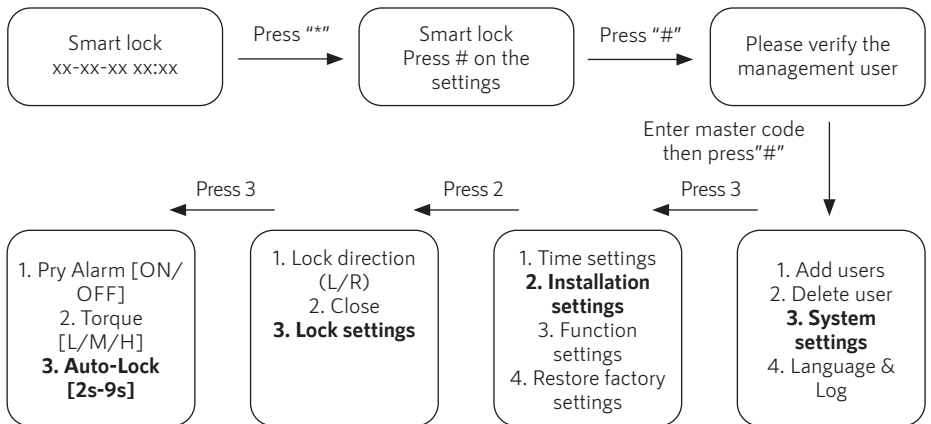 Smart lock
xx-xx-xx xx:xx
Press "*"
Smart lock
Press # on the
settings
Press "#"
Please verify the
management user
Enter master code
then press"#"
1. Add users
2. Delete user
3. System
settings
4. Language &
Log
Press 3
1. Time settings
2. Installation
settings
3. Function
settings
4. Restore factory
settings
Press 2
1. Lock direction
(L/R)
2. Close
3. Lock settings
Press 3
1. Pry Alarm [ON/
OFF]
2. Torque
[L/M/H]
3. Auto-Lock
[2s-9s]